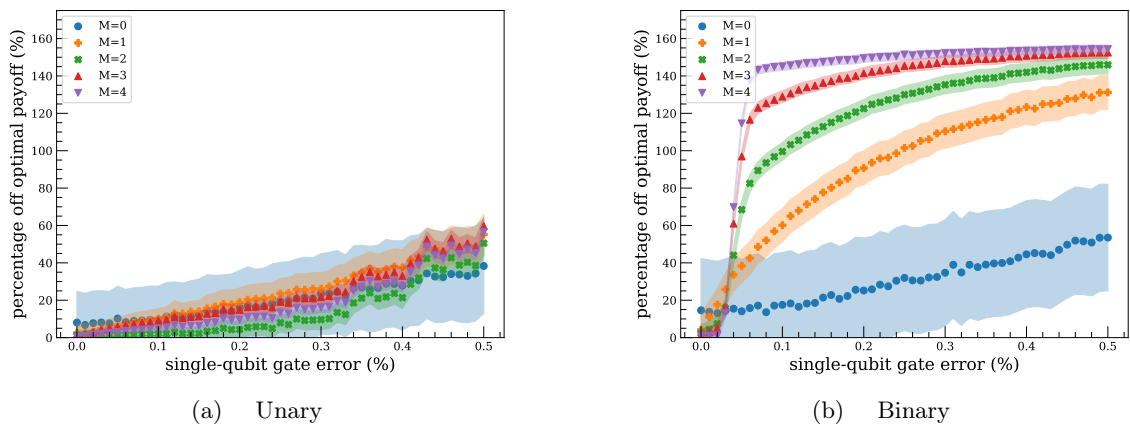 percentage off optimal payoff (%)
160
140
120
100
80
60
40
20
0
M=0
M=1
M=2
M=3
M=4
0.0 0.1 0.2 0.3 0.4 0.5
single-qubit gate error (%)
(a) Unary
percentage off optimal payoff (%)
160
140
120
100
80
60
40
20
0
M=0
M=1
M=2
M=3
M=4
0.0 0.1 0.2 0.3 0.4 0.5
single-qubit gate error (%)
(b) Binary